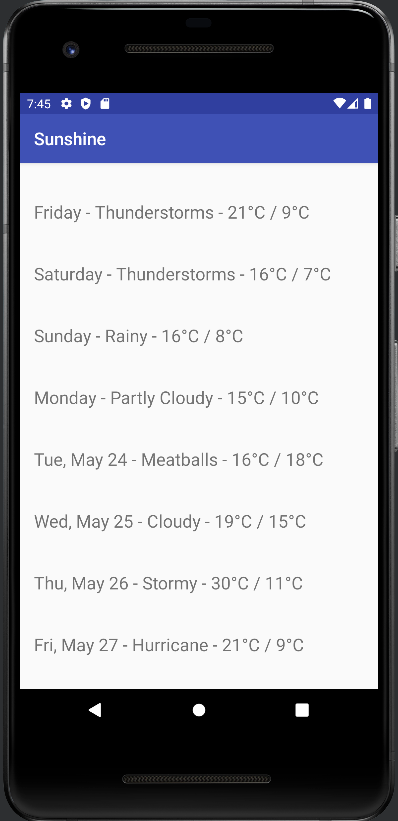 7:45
Sunshine
Friday - Thunderstorms - 21°C / 9°C
Saturday - Thunderstorms - 16°C / 7°C
Sunday - Rainy - 16°C / 8°C
Monday - Partly Cloudy - 15°C / 10°C
Tue, May 24 - Meatballs - 16°C / 18°C
Wed, May 25 - Cloudy - 19°C / 15°C
Thu, May 26 - Stormy - 30°C / 11°C
Fri, May 27 - Hurricane - 21°C / 9°C